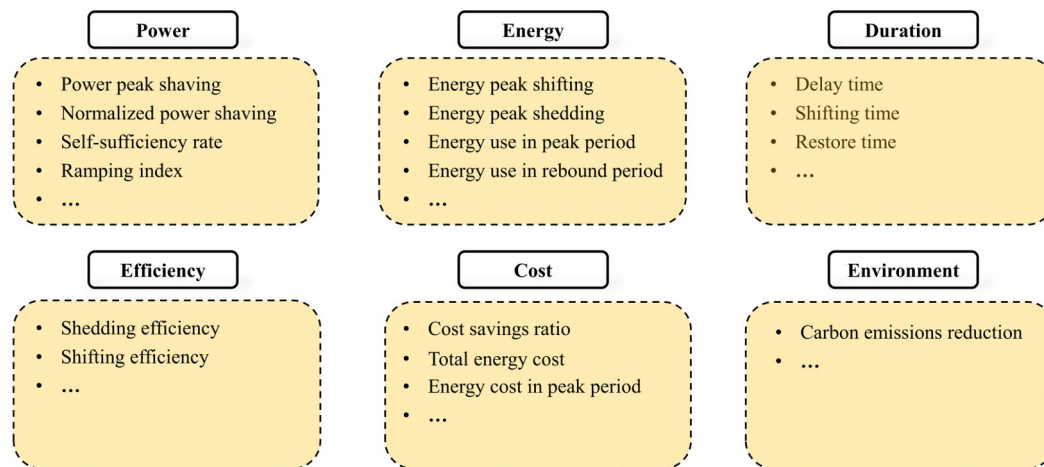 Power
• Power peak shaving
• Normalized power shaving
• Self-sufficiency rate
• Ramping index
• ...
Energy
• Energy peak shifting
• Energy peak shedding
• Energy use in peak period
• Energy use in rebound period
• ...
Duration
• Delay time
• Shifting time
• Restore time
• ...
Efficiency
• Shedding efficiency
• Shifting efficiency
• ...
Cost
• Cost savings ratio
• Total energy cost
• Energy cost in peak period
• ...
Environment
• Carbon emissions reduction
• ...